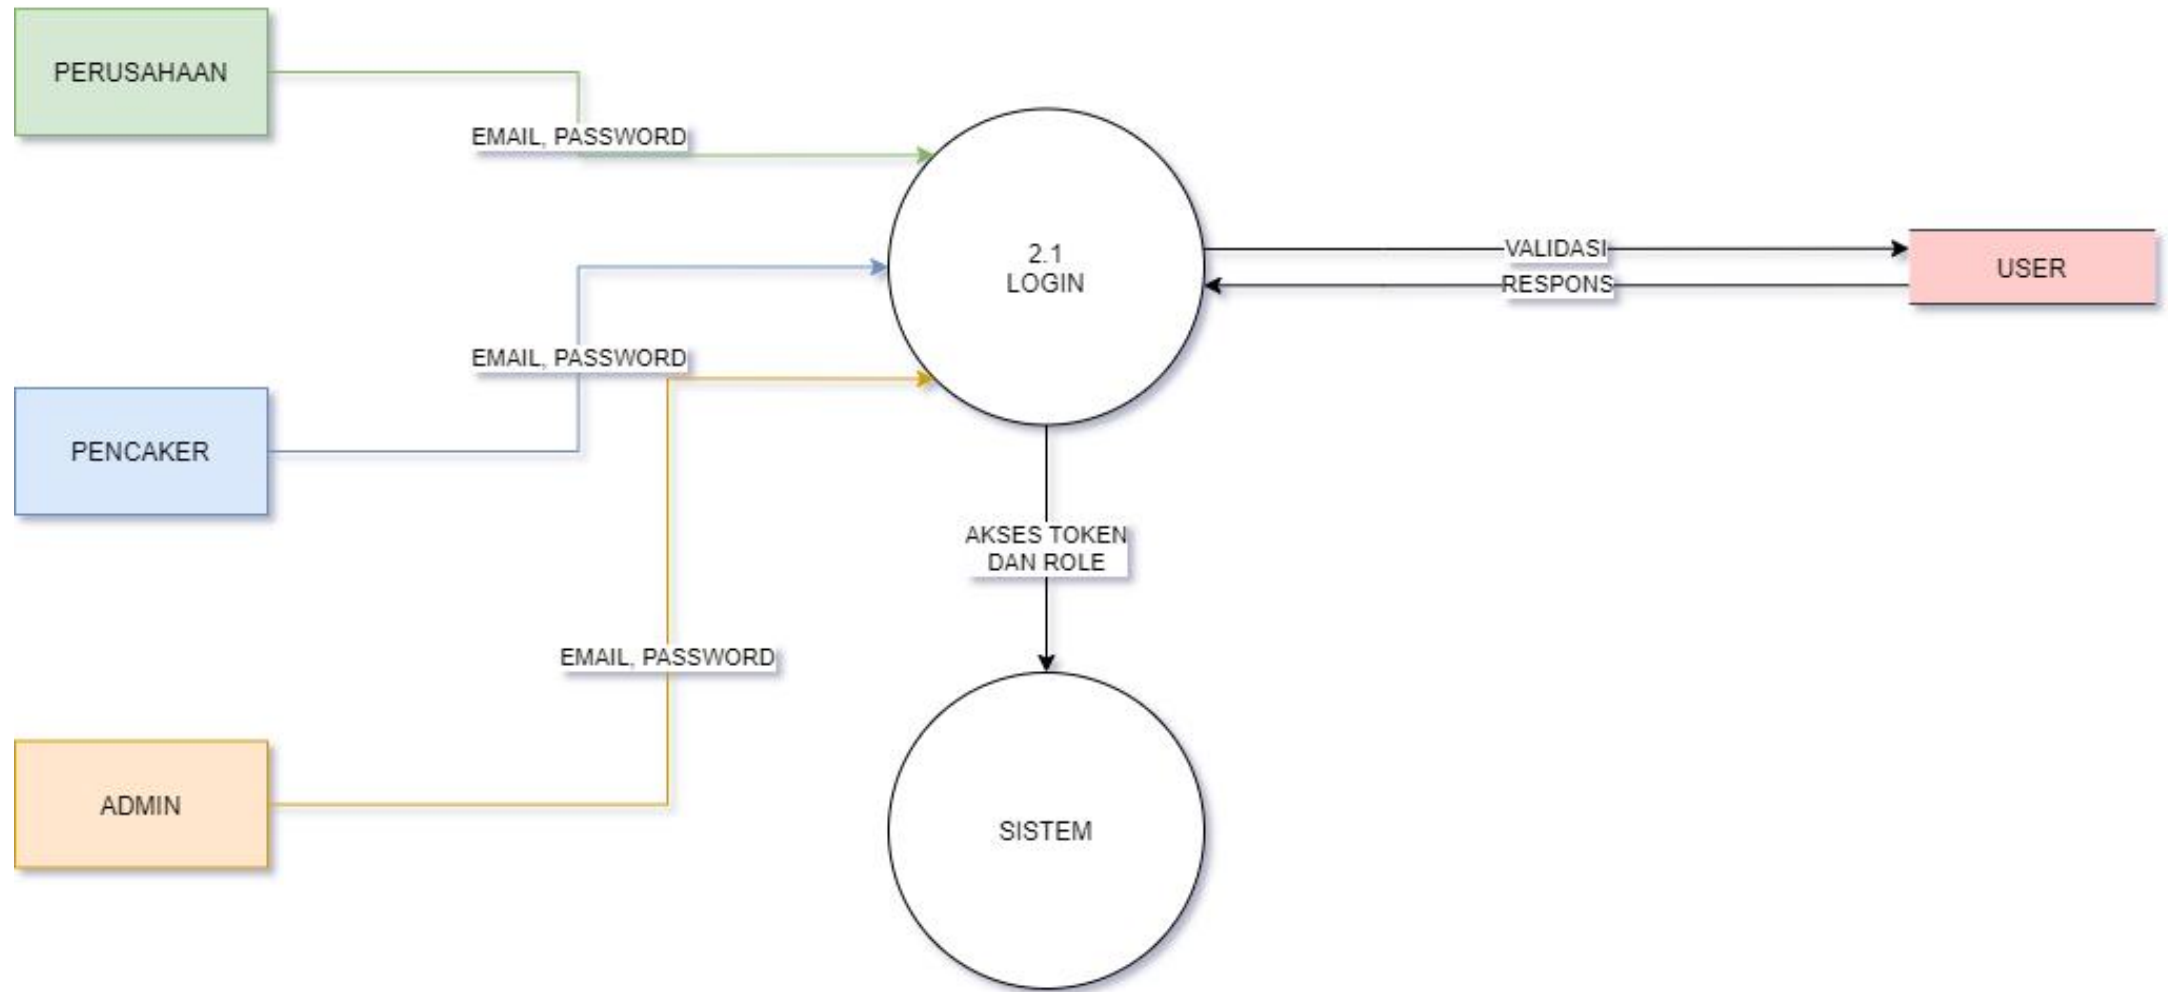 PERUSAHAAN
EMAIL, PASSWORD
2.1
LOGIN
VALIDASI
RESPONS
USER
EMAIL, PASSWORD
PENCAKER
AKSES TOKEN
DAN ROLE
EMAIL, PASSWORD
ADMIN
SISTEM